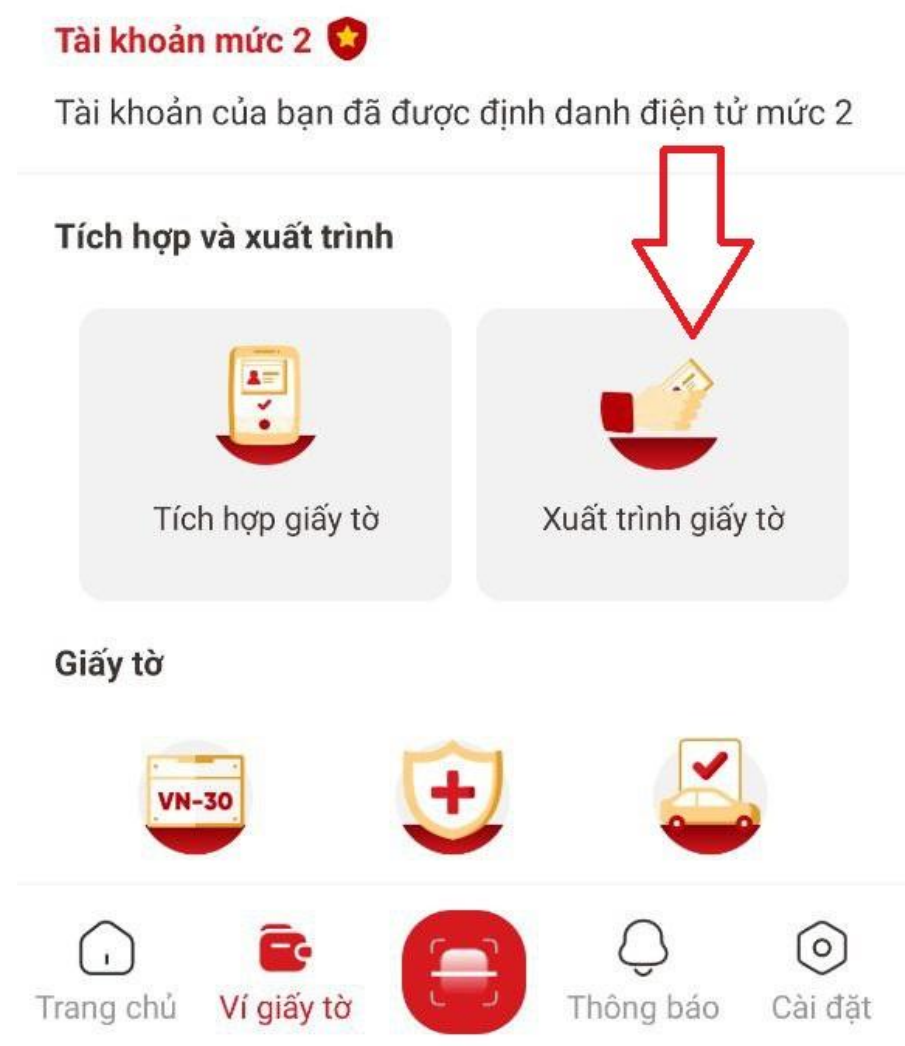 Tài khoản mức 2
Tài khoản của bạn đã được định danh điện tử mức 2
Tích hợp và xuất trình
Tích hợp giấy tờ
Xuất trình giấy tờ
Giấy tờ
VN-30
Trang chủ
Ví giấy tờ
Thông báo
Cài đặt